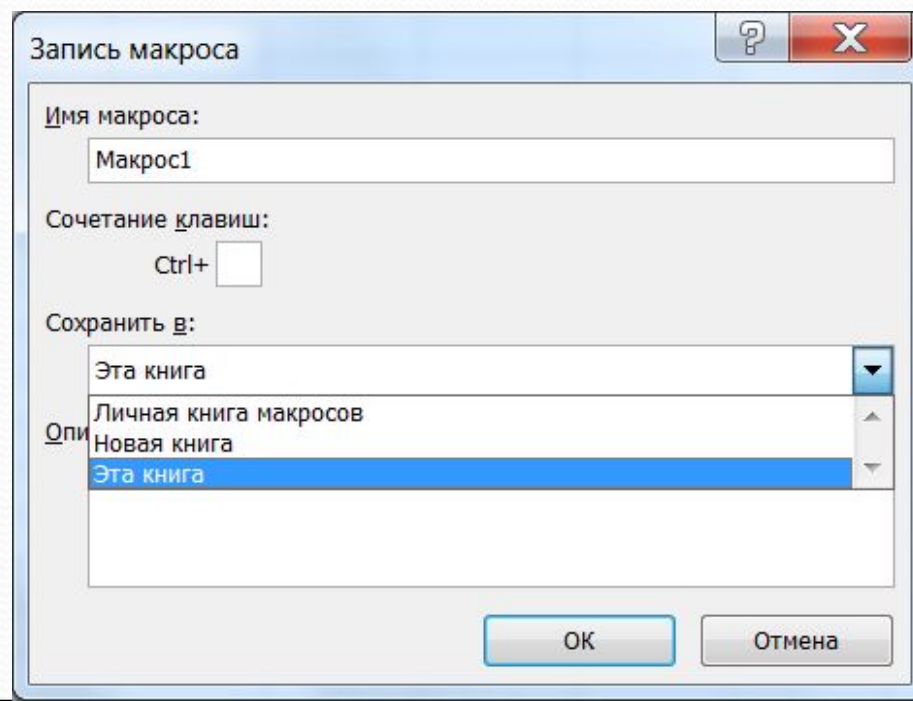 Запись макроса
Имя макроса:
Макрос1
Сочетание клавиш:
Ctrl+
Сохранить в:
Эта книга
Личная книга макросов
Опи
Новая книга
Эта книга
ОК
Отмена